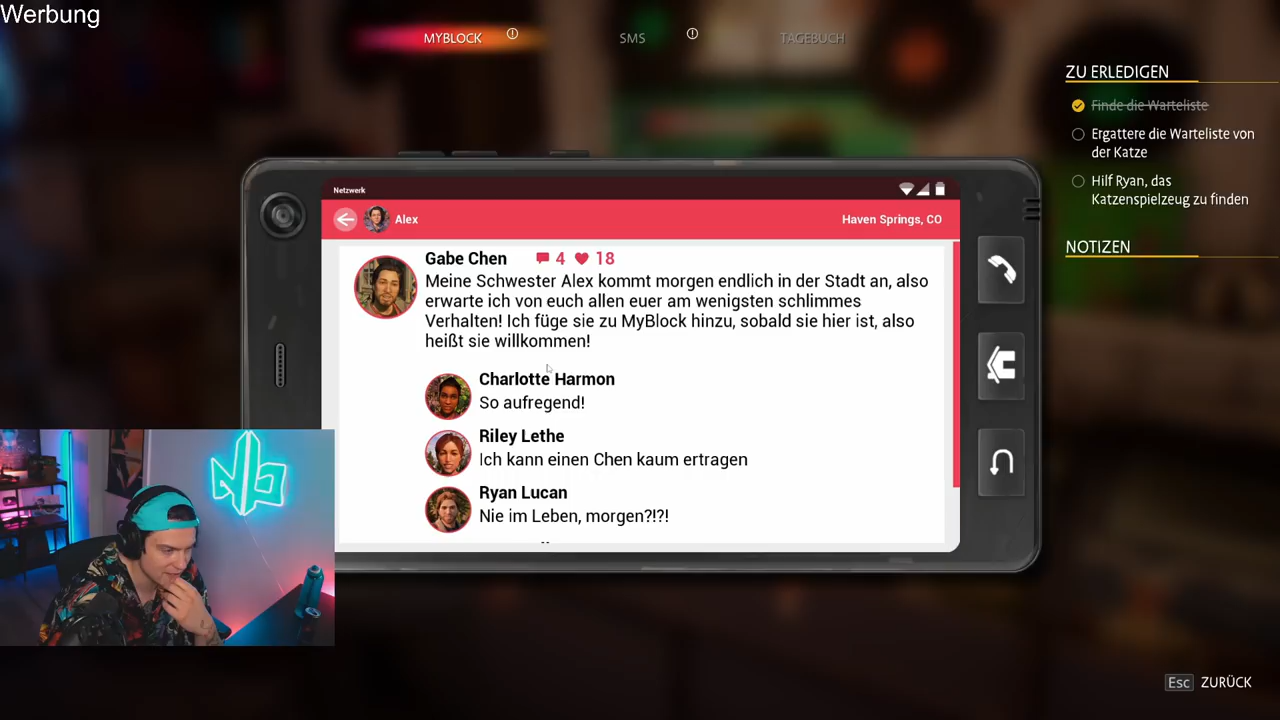 Werbung
MYBLOCK
SMS
TAGEBUCH
ZU ERLEDIGEN
Finde die Warteliste
Ergattere die Warteliste von
der Katze
Hilf Ryan, das
Katzenspielzeug zu finden
NOTIZEN
Netzwerk
Alex
Haven Springs, CO
Gabe Chen 4 18
Meine Schwester Alex kommt morgen endlich in der Stadt an, also
erwarte ich von euch allen euer am wenigsten schlimmes
Verhalten! Ich füge sie zu MyBlock hinzu, sobald sie hier ist, also
heißt sie willkommen!
Charlotte Harmon
So aufregend!
Riley Lethe
Ich kann einen Chen kaum ertragen
Ryan Lucan
Nie im Leben, morgen?!?!
Esc ZURÜCK